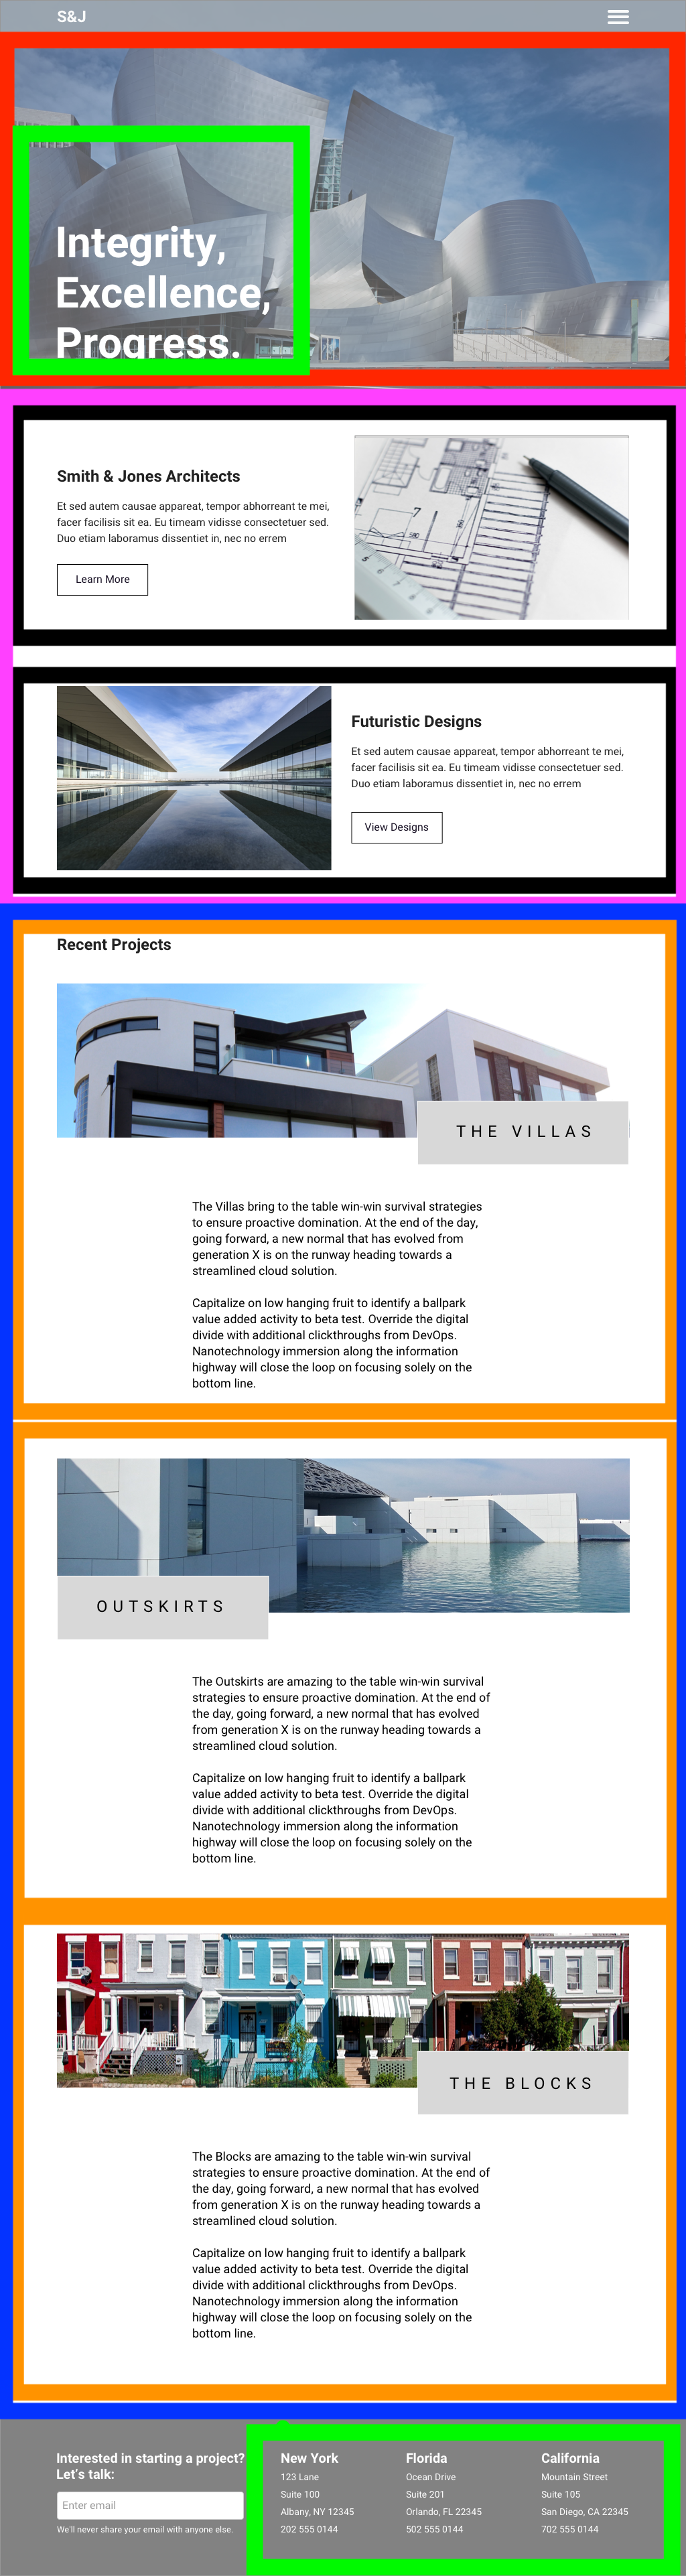 S&J
Integrity,
Excellence,
Progress.
Smith & Jones Architects
Et sed autem causae appareat, tempor abhorreant te mei,
facer facilisis sit ea. Eu timeam vidisse consectetuer sed.
Duo etiam laboramus dissentiet in, nec no errem
Learn More
7
Futuristic Designs
Et sed autem causae appareat, tempor abhorreant te mei,
facer facilisis sit ea. Eu timeam vidisse consectetuer sed.
Duo etiam laboramus dissentiet in, nec no errem
View Designs
Recent Projects
THE VILLAS
The Villas bring to the table win-win survival strategies
to ensure proactive domination. At the end of the day,
going forward, a new normal that has evolved from
generation X is on the runway heading towards a
streamlined cloud solution.
Capitalize on low hanging fruit to identify a ballpark
value added activity to beta test. Override the digital
divide with additional clickthroughs from DevOps.
Nanotechnology immersion along the information
highway will close the loop on focusing solely on the
bottom line.
OUTSKIRTS
The Outskirts are amazing to the table win-win survival
strategies to ensure proactive domination. At the end of
the day, going forward, a new normal that has evolved
from generation X is on the runway heading towards a
streamlined cloud solution.
Capitalize on low hanging fruit to identify a ballpark
value added activity to beta test. Override the digital
divide with additional clickthroughs from DevOps.
Nanotechnology immersion along the information
highway will close the loop on focusing solely on the
bottom line.
THE BLOCKS
The Blocks are amazing to the table win-win survival
strategies to ensure proactive domination. At the end of
the day, going forward, a new normal that has evolved
from generation X is on the runway heading towards a
streamlined cloud solution.
Capitalize on low hanging fruit to identify a ballpark
value added activity to beta test. Override the digital
divide with additional clickthroughs from DevOps.
Nanotechnology immersion along the information
highway will close the loop on focusing solely on the
bottom line.
Interested in starting a project?
Let's talk:
Enter email
We'll never share your email with anyone else.
New York
123 Lane
Suite 100
Albany, NY 12345
202 555 0144
Florida
Ocean Drive
Suite 201
Orlando, FL 22345
502 555 0144
California
Mountain Street
Suite 105
San Diego, CA 22345
702 555 0144